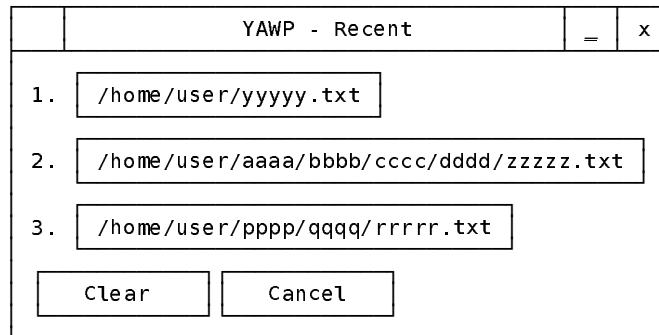 YAWP - Recent _ x
1. /home/user/yyyyy.txt
2. /home/user/aaaa/bbbb/cccc/dddd/zzzzz.txt
3. /home/user/pppp/qqqq/rrrrr.txt
Clear Cancel